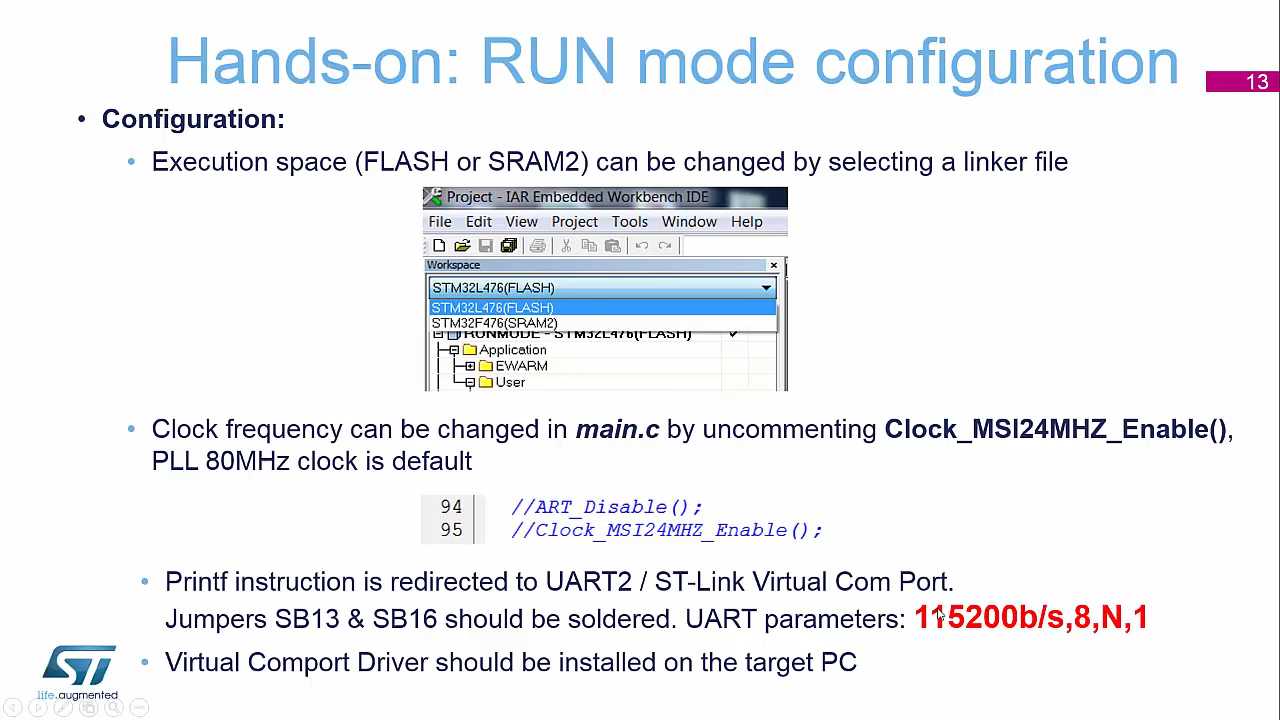 Hands-on: RUN mode configuration
13
• Configuration:
• Execution space (FLASH or SRAM2) can be changed by selecting a linker file
Project - IAR Embedded Workbench IDE
File Edit View Project Tools Window Help
Workspace
STM32L476(FLASH)
STM32L476(FLASH)
STM32F476(SRAM2)
RUNMODE - STM32L476(FLASH)
Application
EWARM
User
• Clock frequency can be changed in main.c by uncommenting Clock_MSI24MHZ_Enable(),
PLL 80MHz clock is default
94 //ART_Disable();
95 //Clock_MSI24MHZ_Enable();
• Printf instruction is redirected to UART2 / ST-Link Virtual Com Port.
Jumpers SB13 & SB16 should be soldered. UART parameters: 115200b/s,8,N,1
• Virtual Comport Driver should be installed on the target PC
ST
life.augmented